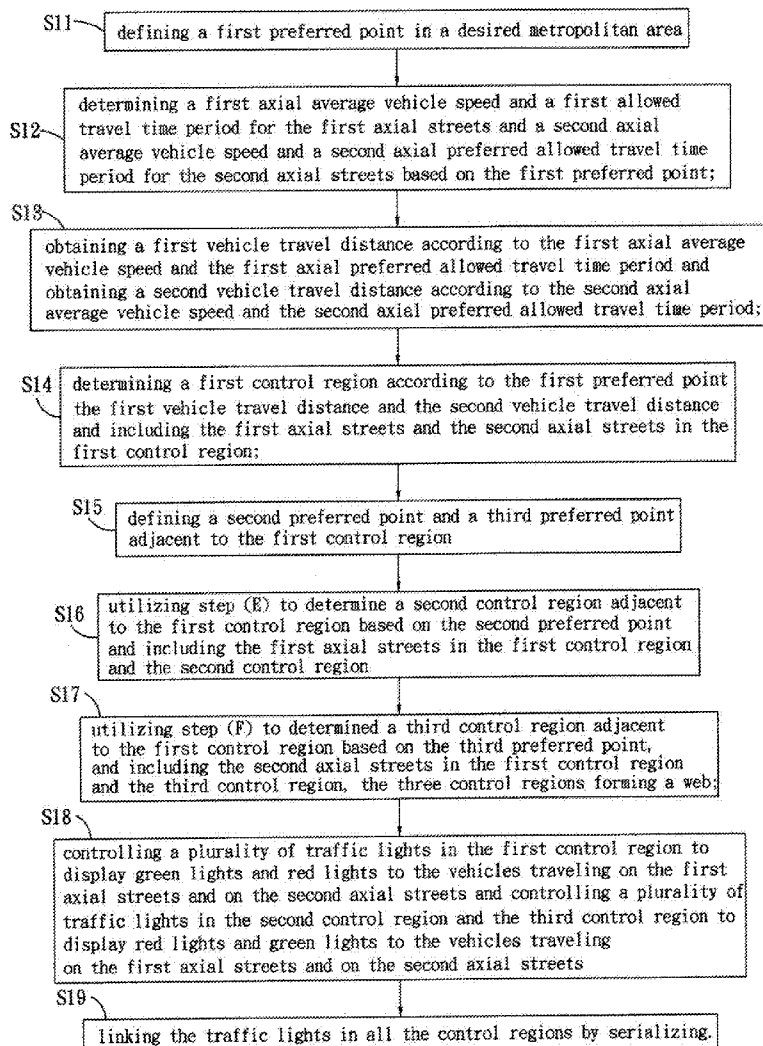 S11
defining a first preferred point in a desired metropolitan area
S12
determining a first axial average vehicle speed and a first allowed
travel time period for the first axial streets and a second axial
average vehicle speed and a second axial preferred allowed travel time
period for the second axial streets based on the first preferred point;
S13
obtaining a first vehicle travel distance according to the first axial average
vehicle speed and the first axial preferred allowed travel time period and
obtaining a second vehicle travel distance according to the second axial
average vehicle speed and the second axial preferred allowed travel time period;
S14
determining a first control region according to the first preferred point
the first vehicle travel distance and the second vehicle travel distance
and including the first axial streets and the second axial streets in the
first control region;
S15
defining a second preferred point and a third preferred point
adjacent to the first control region
S16
utilizing step (E) to determine a second control region adjacent
to the first control region based on the second preferred point
and including the first axial streets in the first control region
and the second control region
S17
utilizing step (F) to determined a third control region adjacent
to the first control region based on the third preferred point,
and including the second axial streets in the first control region
and the third control region, the three control regions forming a web;
S18
controlling a plurality of traffic lights in the first control region to
display green lights and red lights to the vehicles traveling on the first
axial streets and on the second axial streets and controlling a plurality of
traffic lights in the second control region and the third control region to
display red lights and green lights to the vehicles traveling
on the first axial streets and on the second axial streets
S19
linking the traffic lights in all the control regions by serializing.